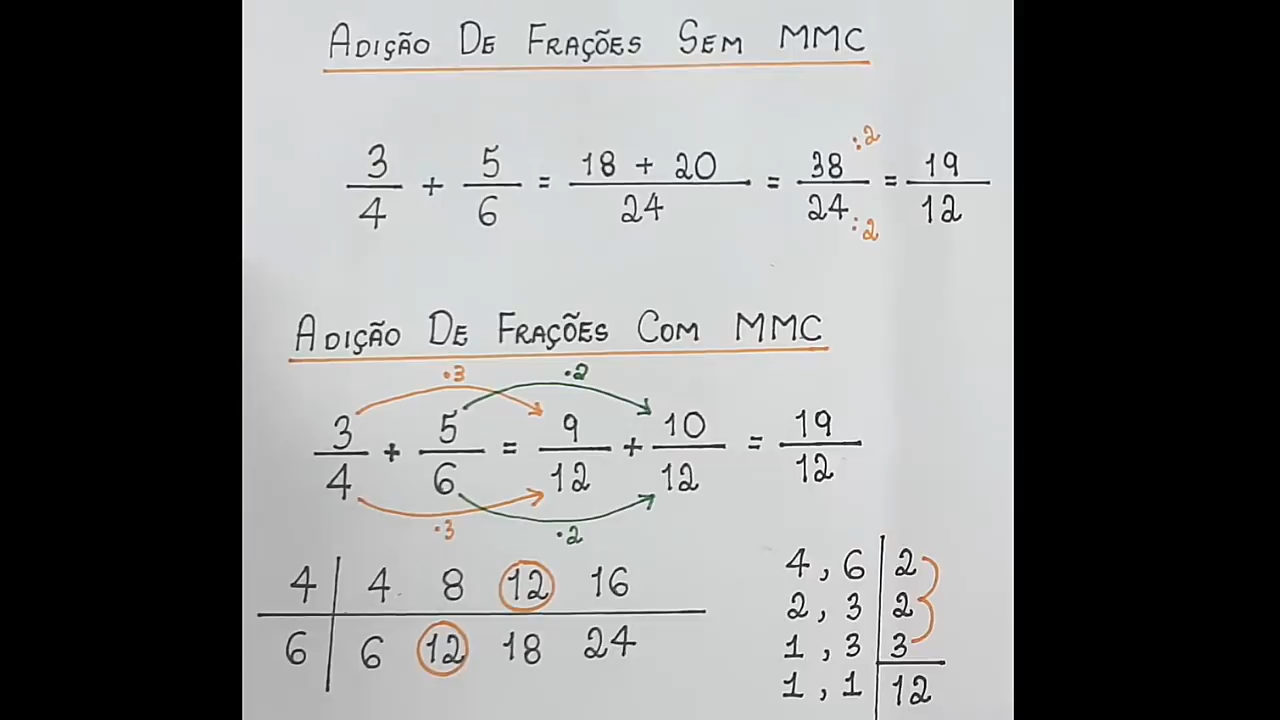 Adição De Frações Sem MMC
3/4 + 5/6 = (18 + 20)/24 = 38/24 :2 :2 = 19/12
Adição De Frações Com MMC
·3 ·2
3/4 + 5/6 = 9/12 + 10/12 = 19/12
·3 ·2
4 | 4 8 12 16
6 | 6 12 18 24
4 , 6 | 2
2 , 3 | 2
1 , 3 | 3
1 , 1 | 12